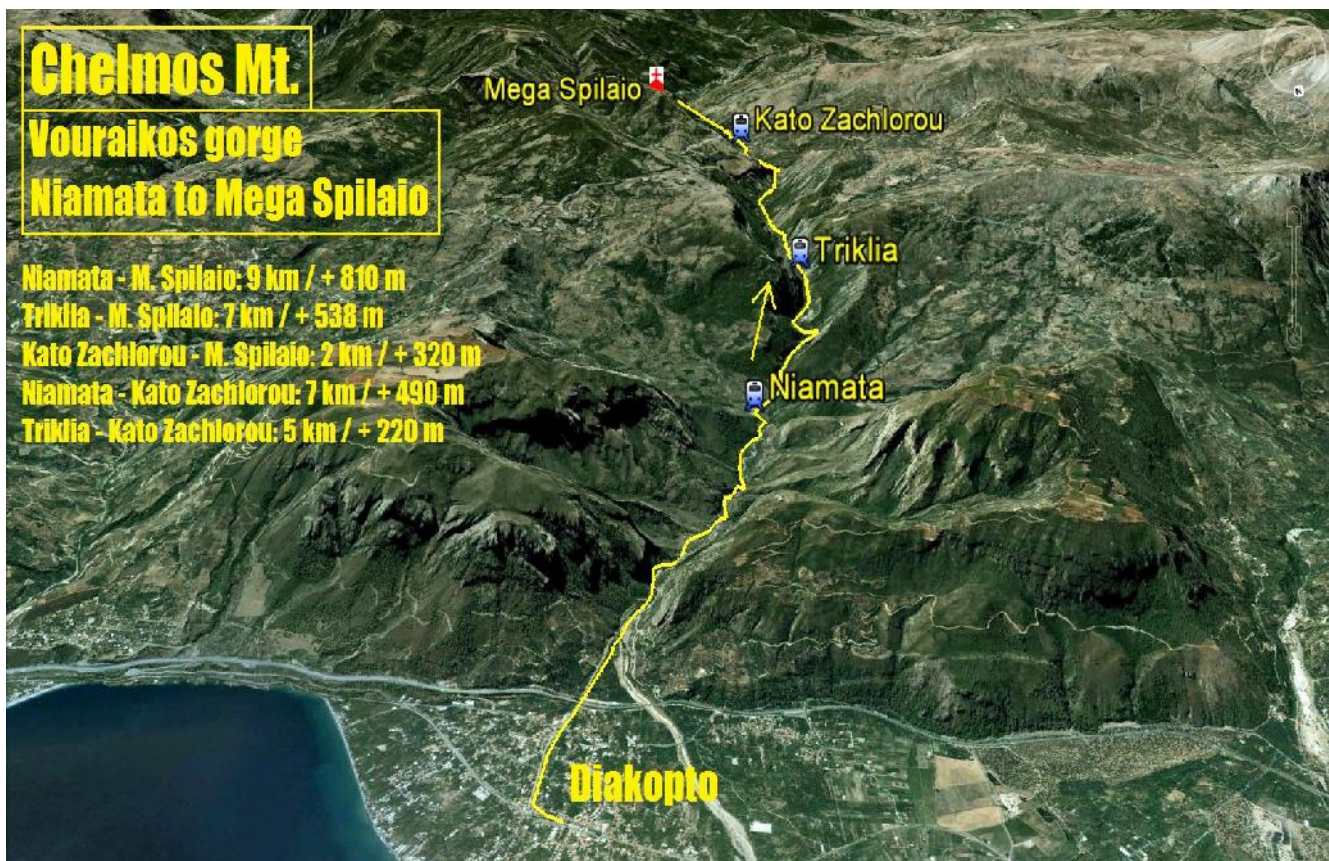 Chelmos Mt.
Vouraikos gorge
Niamata to Mega Spilaio
Niamata - M. Spilaio: 9 km / + 810 m
Triklia - M. Spilaio: 7 km / + 538 m
Kato Zachlorou - M. Spilaio: 2 km / + 320 m
Niamata - Kato Zachlorou: 7 km / + 490 m
Triklia - Kato Zachlorou: 5 km / + 220 m
Mega Spilaio
Kato Zachlorou
Triklia
Niamata
Diakopto
N